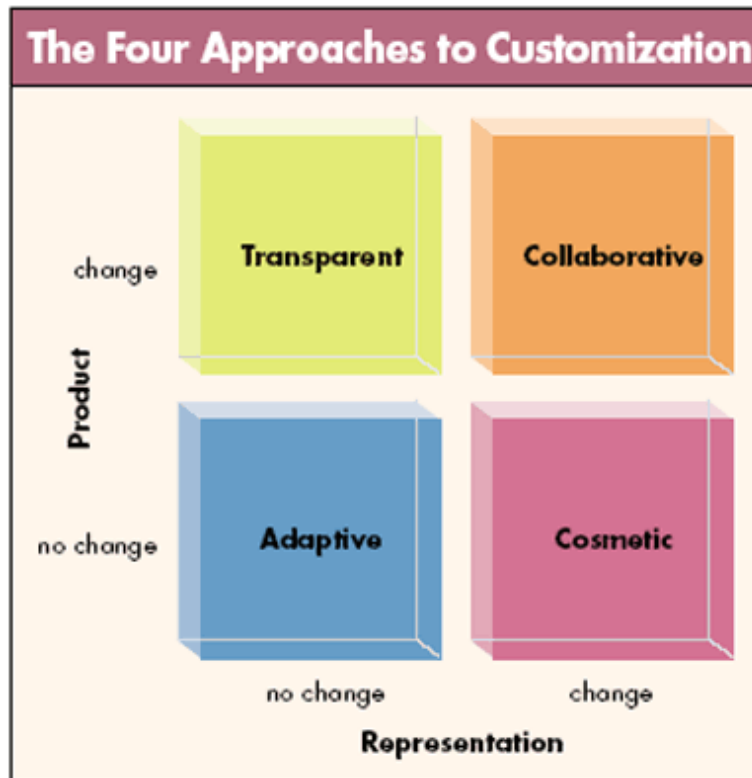 The Four Approaches to Customization
Transparent
Collaborative
change
Product
Adaptive
Cosmetic
no change
no change
change
Representation